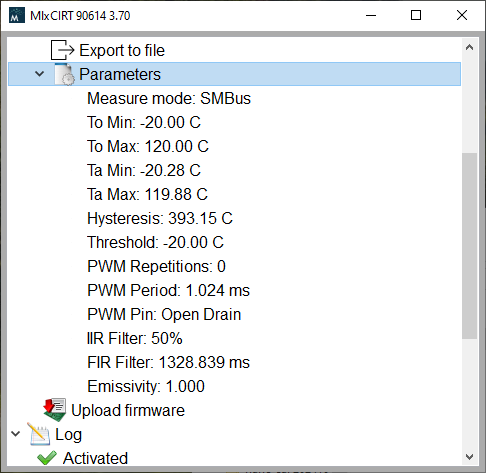 MlxCIRT 90614 3.70
Export to file
Parameters
Measure mode: SMBus
To Min: -20.00 C
To Max: 120.00 C
Ta Min: -20.28 C
Ta Max: 119.88 C
Hysteresis: 393.15 C
Threshold: -20.00 C
PWM Repetitions: 0
PWM Period: 1.024 ms
PWM Pin: Open Drain
IIR Filter: 50%
FIR Filter: 1328.839 ms
Emissivity: 1.000
Upload firmware
Log
Activated